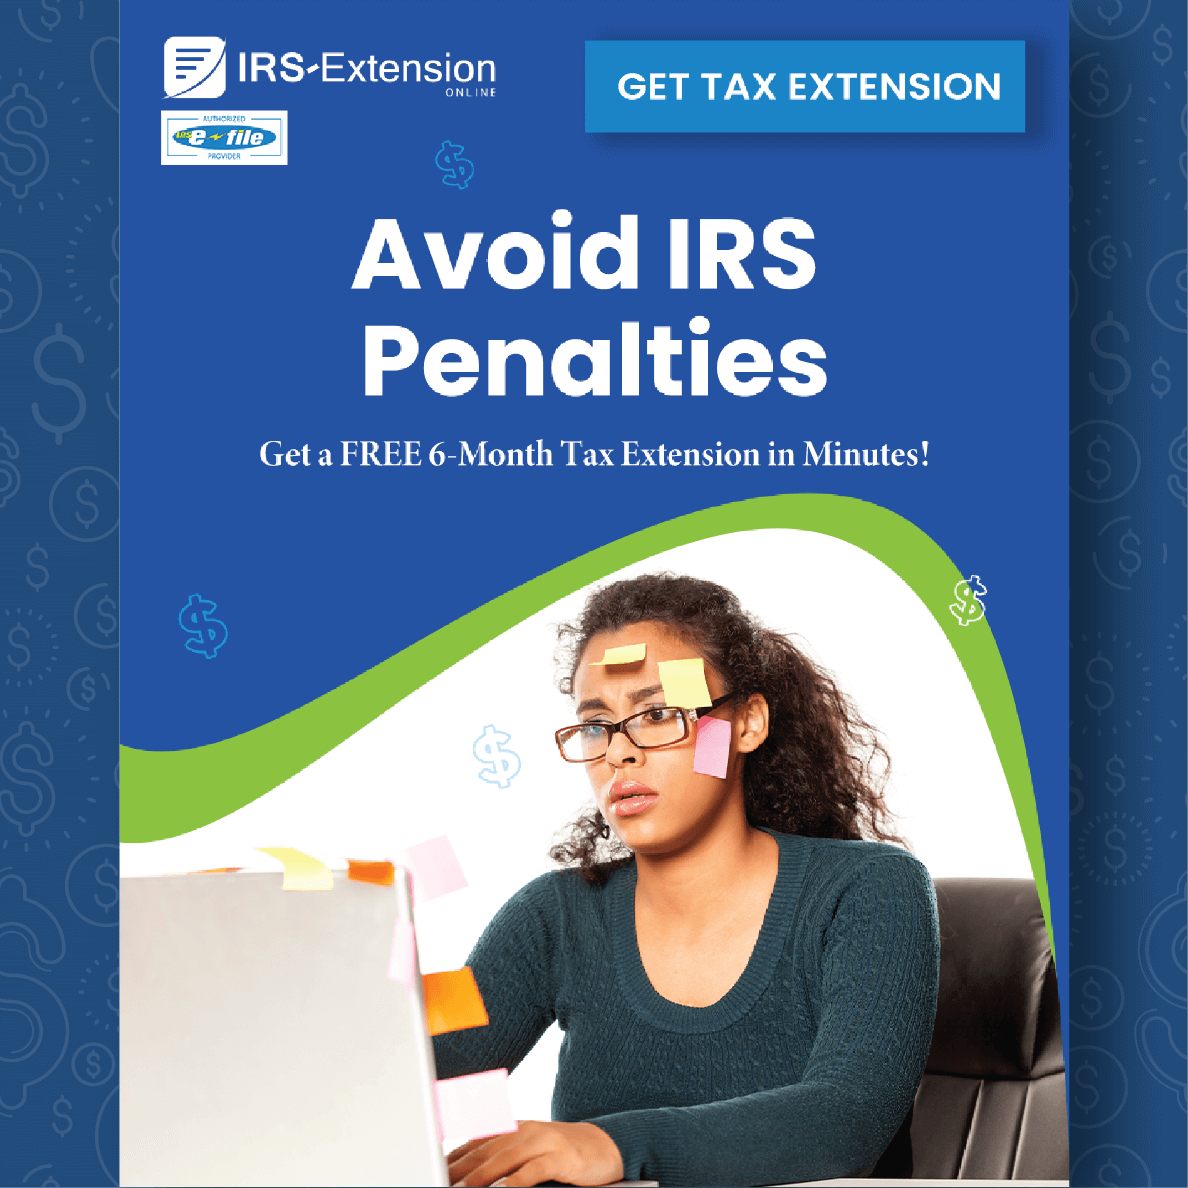 IRS-Extension
ONLINE
AUTHORIZED
IRS e-file
PROVIDER
GET TAX EXTENSION
Avoid IRS
Penalties
Get a FREE 6-Month Tax Extension in Minutes!